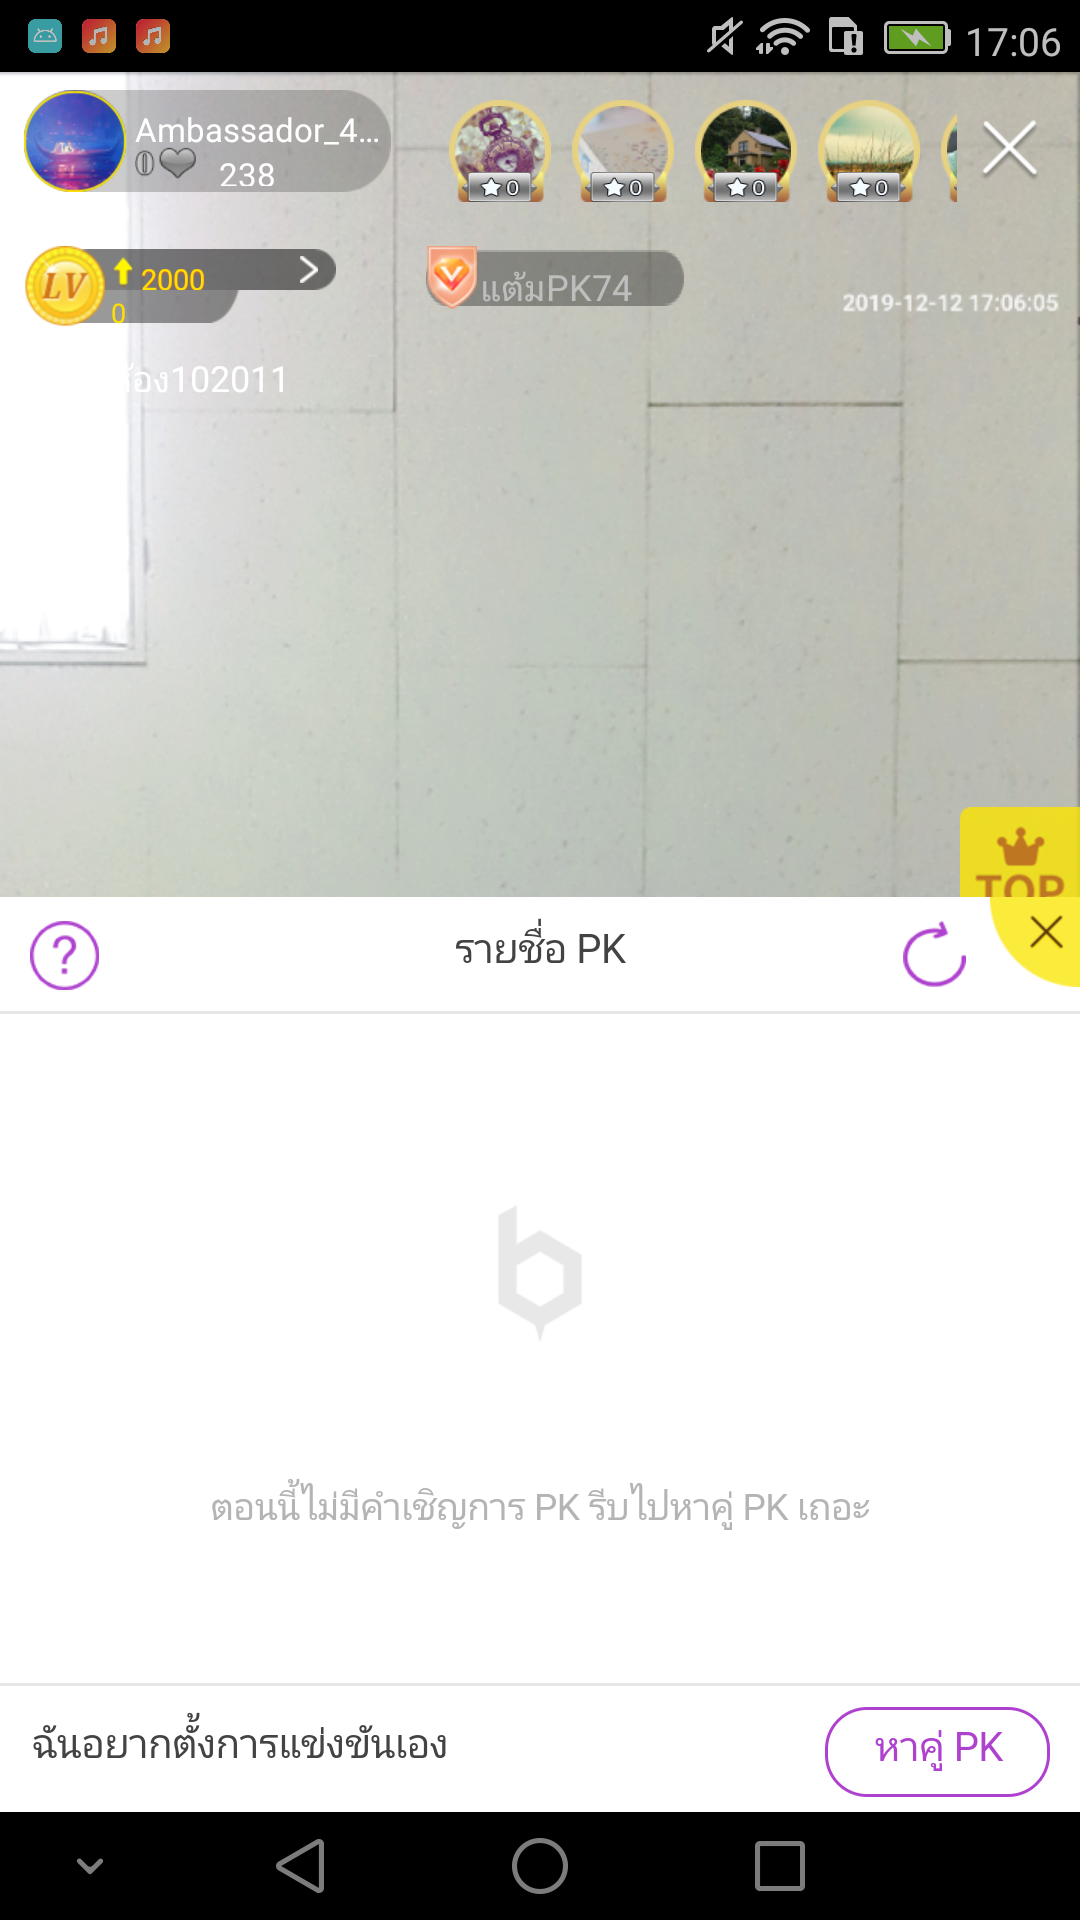 17:06
Ambassador_4...
238
0
0
0
0
LV
2000
0
แต้มPK74
2019-12-12 17:06:05
ห้อง102011
TOP
รายชื่อ PK
ตอนนี้ไม่มีคำเชิญการ PK รีบไปหาคู่ PK เถอะ
ฉันอยากตั้งการแข่งขันเอง
หาคู่ PK